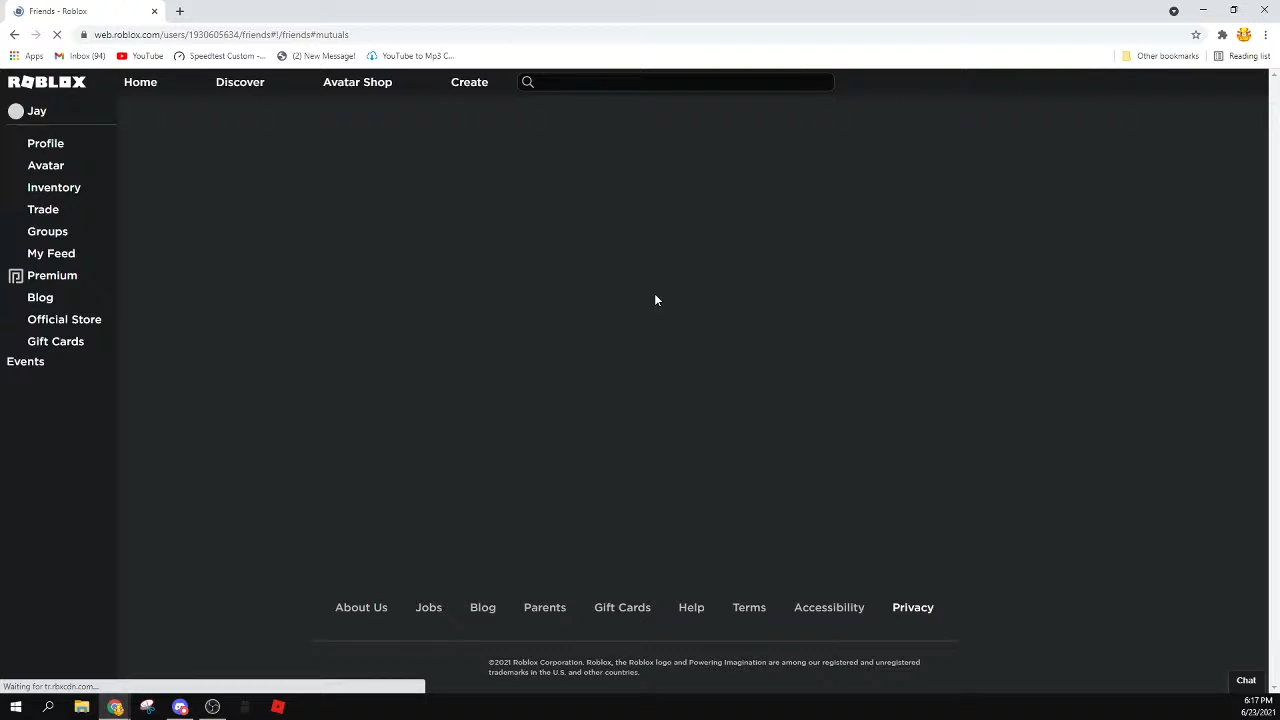 Friends - Roblox
web.roblox.com/users/1930605634/friends#!/friends#mutuals
Apps Inbox (94) YouTube Speedtest Custom -... (2) New Message! YouTube to Mp3 C... Other bookmarks Reading list
ROBLOX Home Discover Avatar Shop Create
Jay
Profile
Avatar
Inventory
Trade
Groups
My Feed
Premium
Blog
Official Store
Gift Cards
Events
About Us Jobs Blog Parents Gift Cards Help Terms Accessibility Privacy
©2021 Roblox Corporation. Roblox, the Roblox logo and Powering Imagination are among our registered and unregistered
trademarks in the U.S. and other countries.
Chat
Waiting for tr.rbxcdn.com...
6:17 PM
6/23/2021